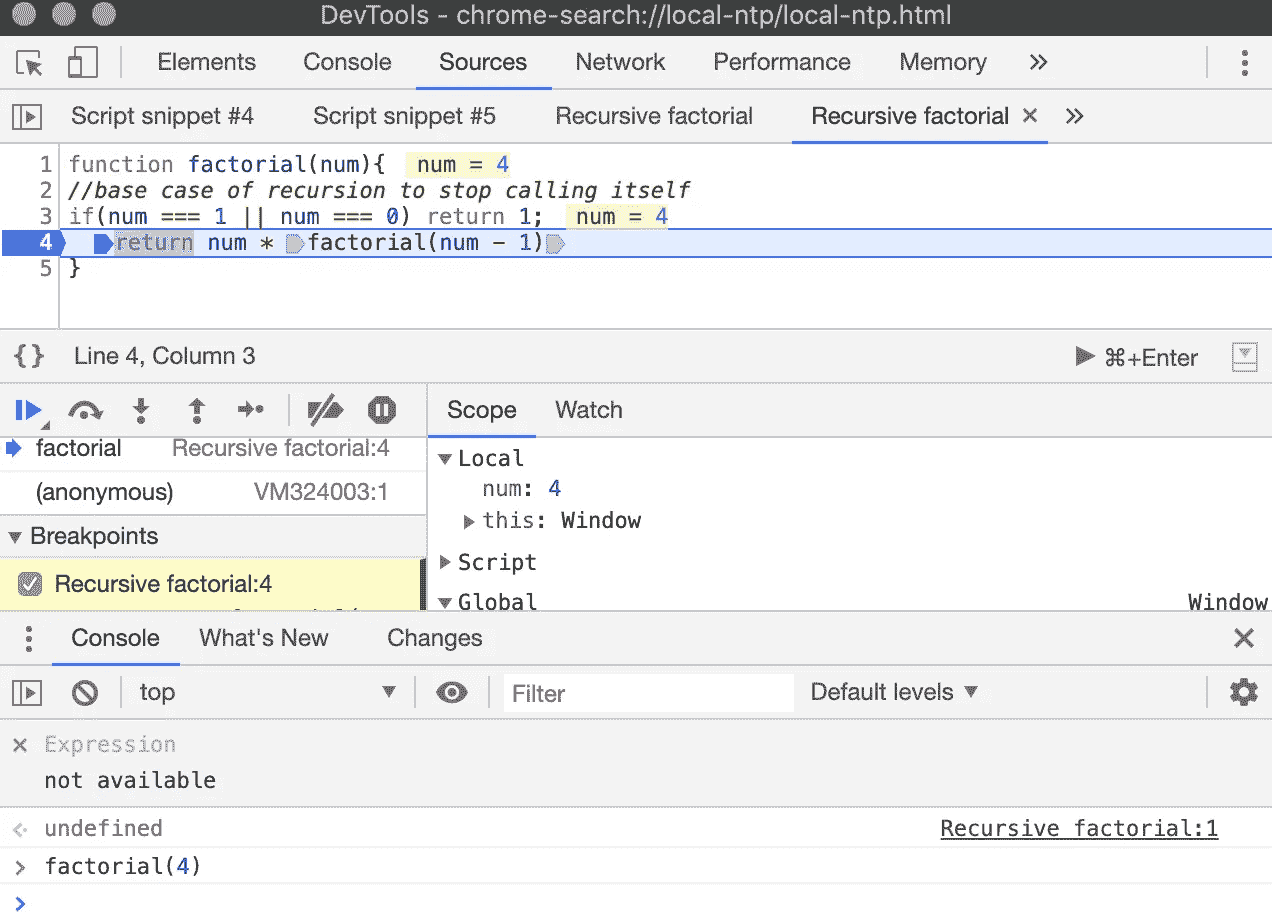 DevTools - chrome-search://local-ntp/local-ntp.html
Elements Console Sources Network Performance Memory »
Script snippet #4 Script snippet #5 Recursive factorial Recursive factorial × »
1 function factorial(num){ num = 4
2 //base case of recursion to stop calling itself
3 if(num === 1 || num === 0) return 1; num = 4
4 return num * factorial(num - 1)
5 }
{} Line 4, Column 3 ⌘+Enter
Scope Watch
factorial Recursive factorial:4
(anonymous) VM324003:1
Breakpoints
Recursive factorial:4
Local
num: 4
this: Window
Script
Global Window
Console What's New Changes ×
top Filter Default levels
× Expression
not available
undefined Recursive factorial:1
> factorial(4)
>